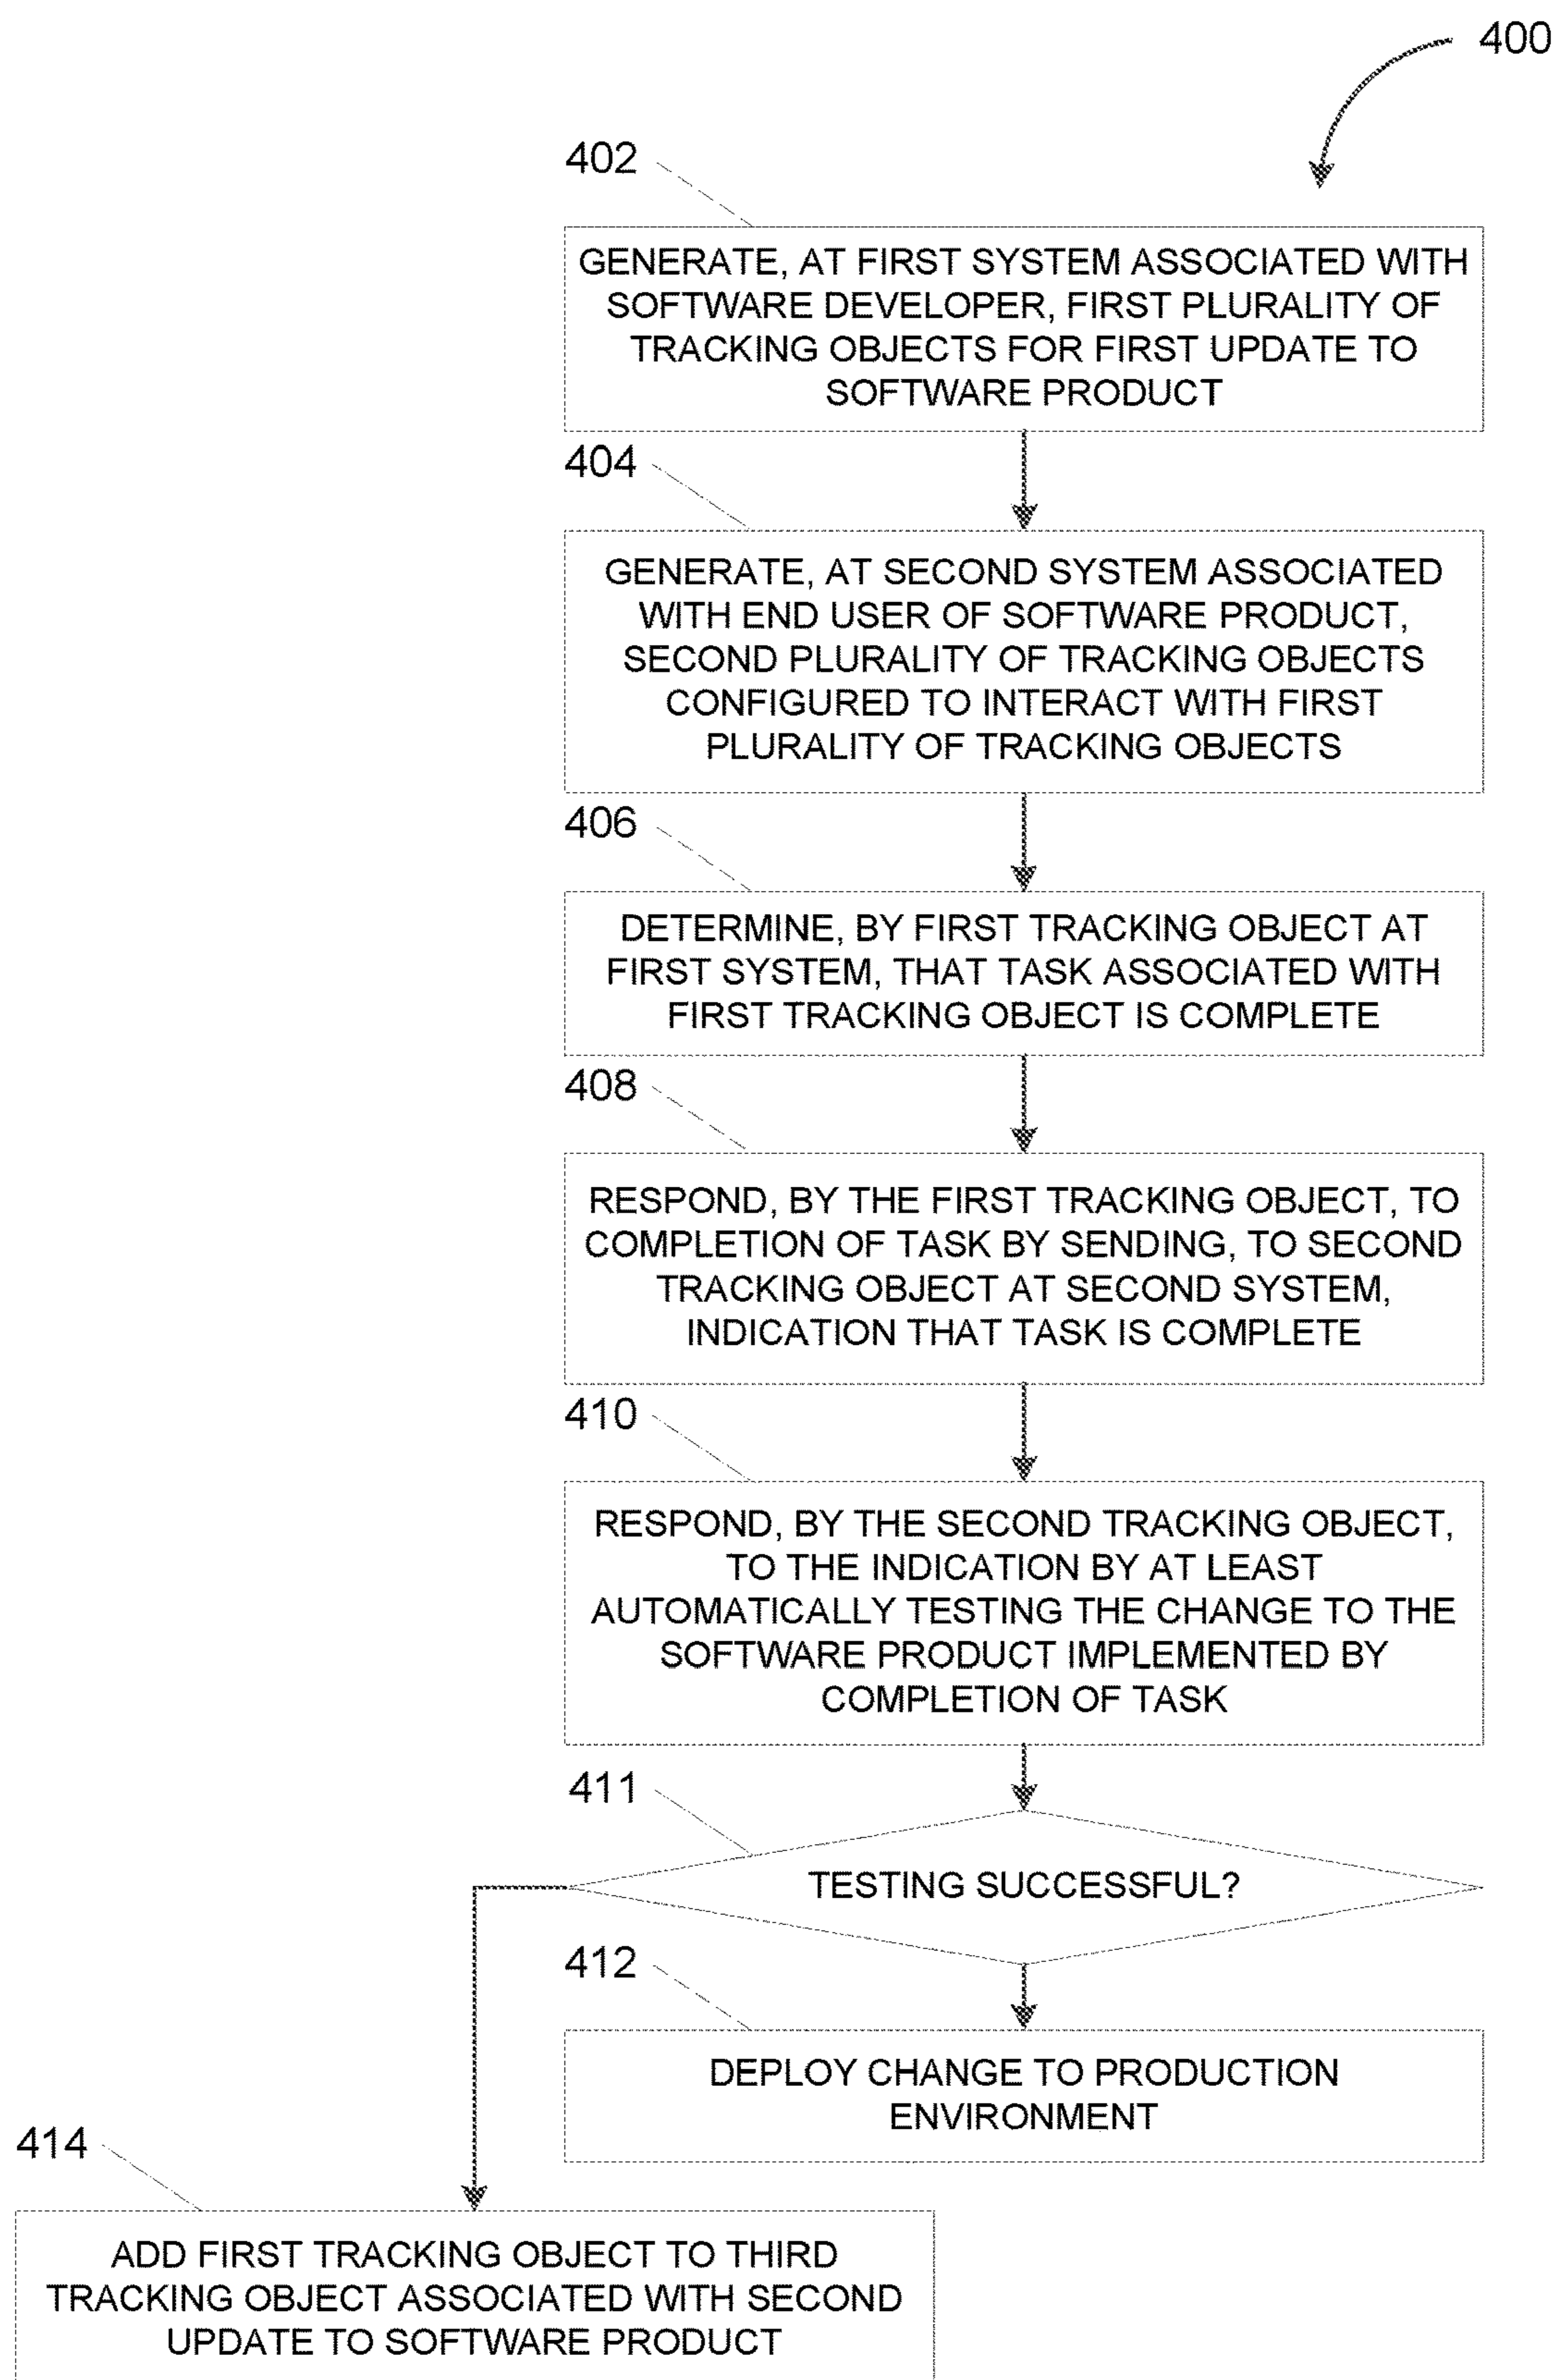 400
402
GENERATE, AT FIRST SYSTEM ASSOCIATED WITH
SOFTWARE DEVELOPER, FIRST PLURALITY OF
TRACKING OBJECTS FOR FIRST UPDATE TO
SOFTWARE PRODUCT
404
GENERATE, AT SECOND SYSTEM ASSOCIATED
WITH END USER OF SOFTWARE PRODUCT,
SECOND PLURALITY OF TRACKING OBJECTS
CONFIGURED TO INTERACT WITH FIRST
PLURALITY OF TRACKING OBJECTS
406
DETERMINE, BY FIRST TRACKING OBJECT AT
FIRST SYSTEM, THAT TASK ASSOCIATED WITH
FIRST TRACKING OBJECT IS COMPLETE
408
RESPOND, BY THE FIRST TRACKING OBJECT, TO
COMPLETION OF TASK BY SENDING, TO SECOND
TRACKING OBJECT AT SECOND SYSTEM,
INDICATION THAT TASK IS COMPLETE
410
RESPOND, BY THE SECOND TRACKING OBJECT,
TO THE INDICATION BY AT LEAST
AUTOMATICALLY TESTING THE CHANGE TO THE
SOFTWARE PRODUCT IMPLEMENTED BY
COMPLETION OF TASK
411
TESTING SUCCESSFUL?
412
DEPLOY CHANGE TO PRODUCTION
ENVIRONMENT
414
ADD FIRST TRACKING OBJECT TO THIRD
TRACKING OBJECT ASSOCIATED WITH SECOND
UPDATE TO SOFTWARE PRODUCT